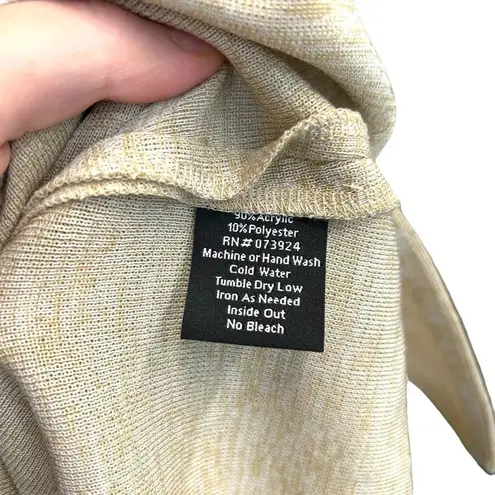 90% Acrylic
10% Polyester
RN# 073924
Machine or Hand Wash
Cold Water
Tumble Dry Low
Iron As Needed
Inside Out
No Bleach